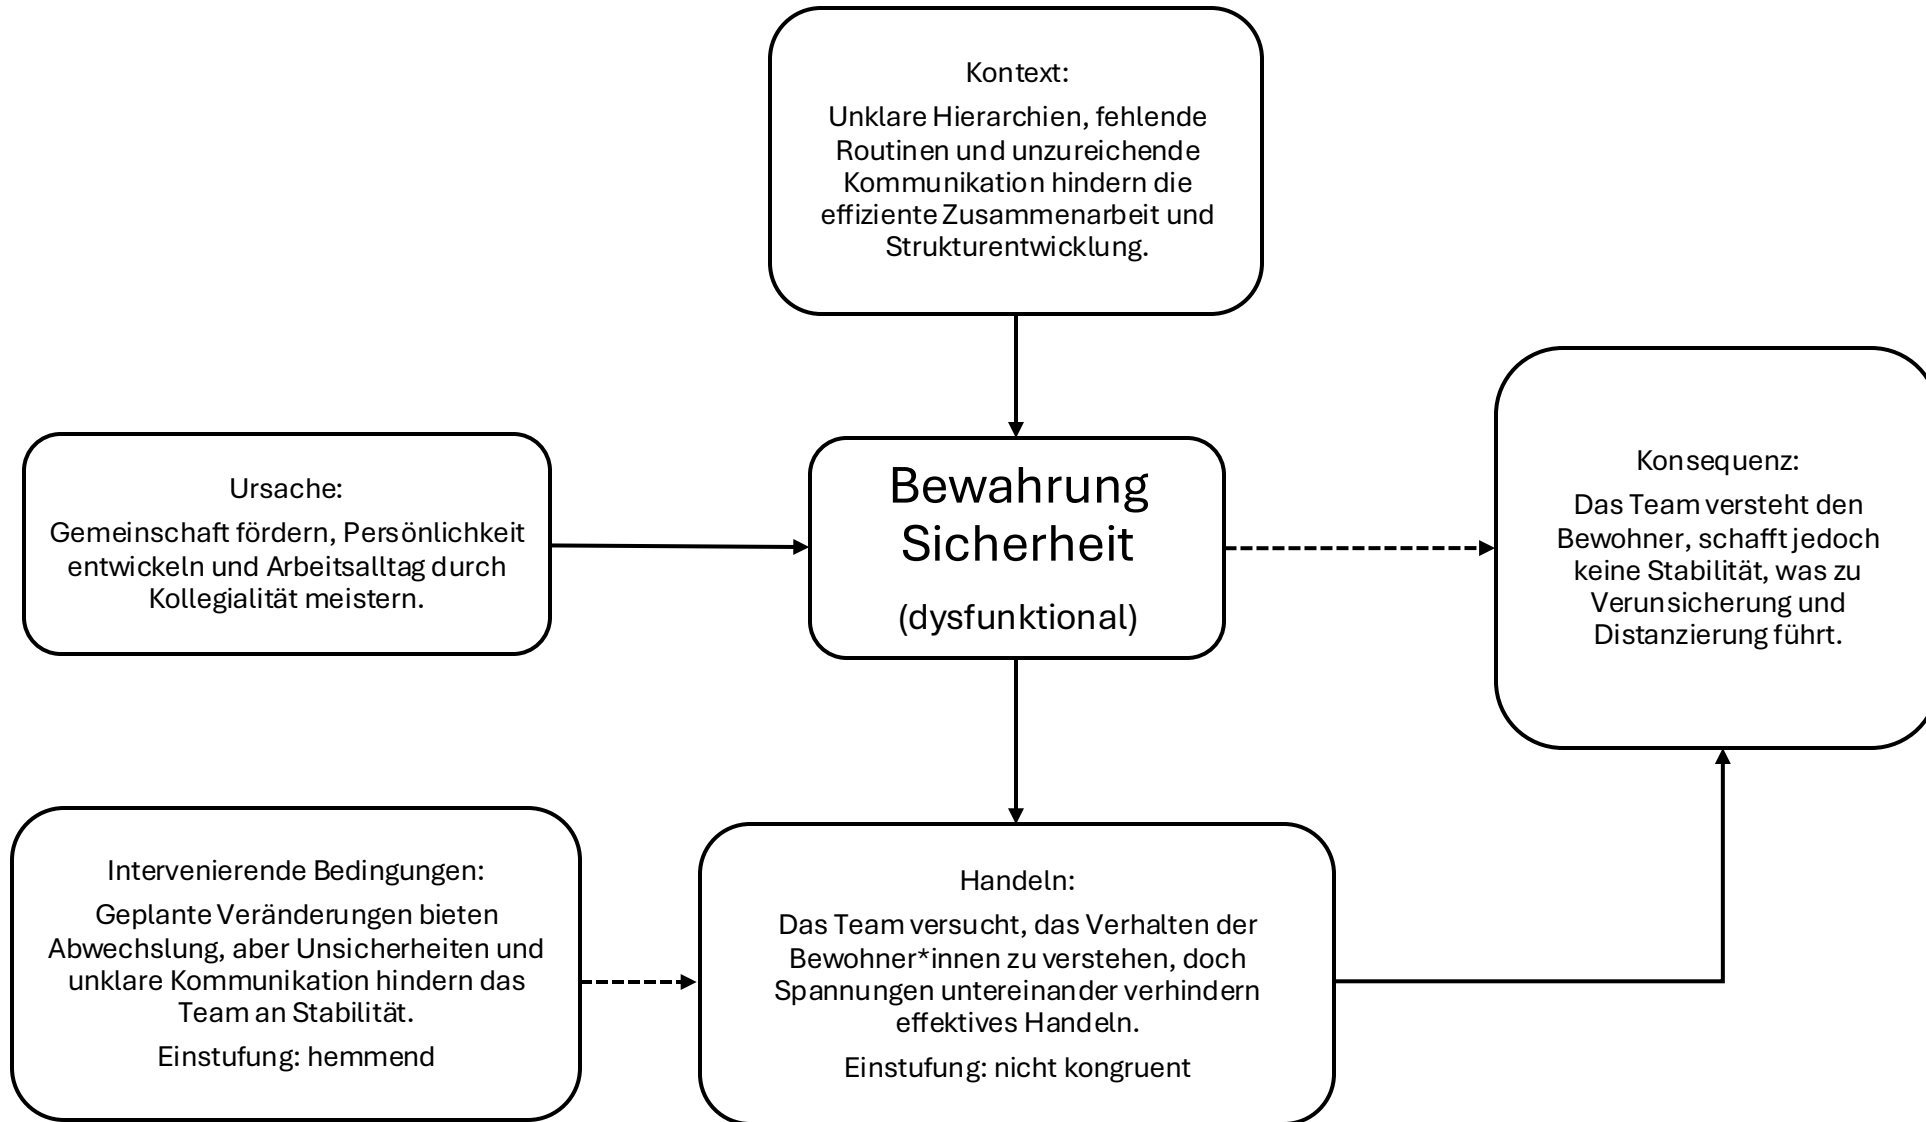 Kontext:
Unklare Hierarchien, fehlende
Routinen und unzureichende
Kommunikation hindern die
effiziente Zusammenarbeit und
Strukturentwicklung.
Ursache:
Gemeinschaft fördern, Persönlichkeit
entwickeln und Arbeitsalltag durch
Kollegialität meistern.
Bewahrung
Sicherheit
(dysfunktional)
Konsequenz:
Das Team versteht den
Bewohner, schafft jedoch
keine Stabilität, was zu
Verunsicherung und
Distanzierung führt.
Intervenierende Bedingungen:
Geplante Veränderungen bieten
Abwechslung, aber Unsicherheiten und
unklare Kommunikation hindern das
Team an Stabilität.
Einstufung: hemmend
Handeln:
Das Team versucht, das Verhalten der
Bewohner*innen zu verstehen, doch
Spannungen untereinander verhindern
effektives Handeln.
Einstufung: nicht kongruent